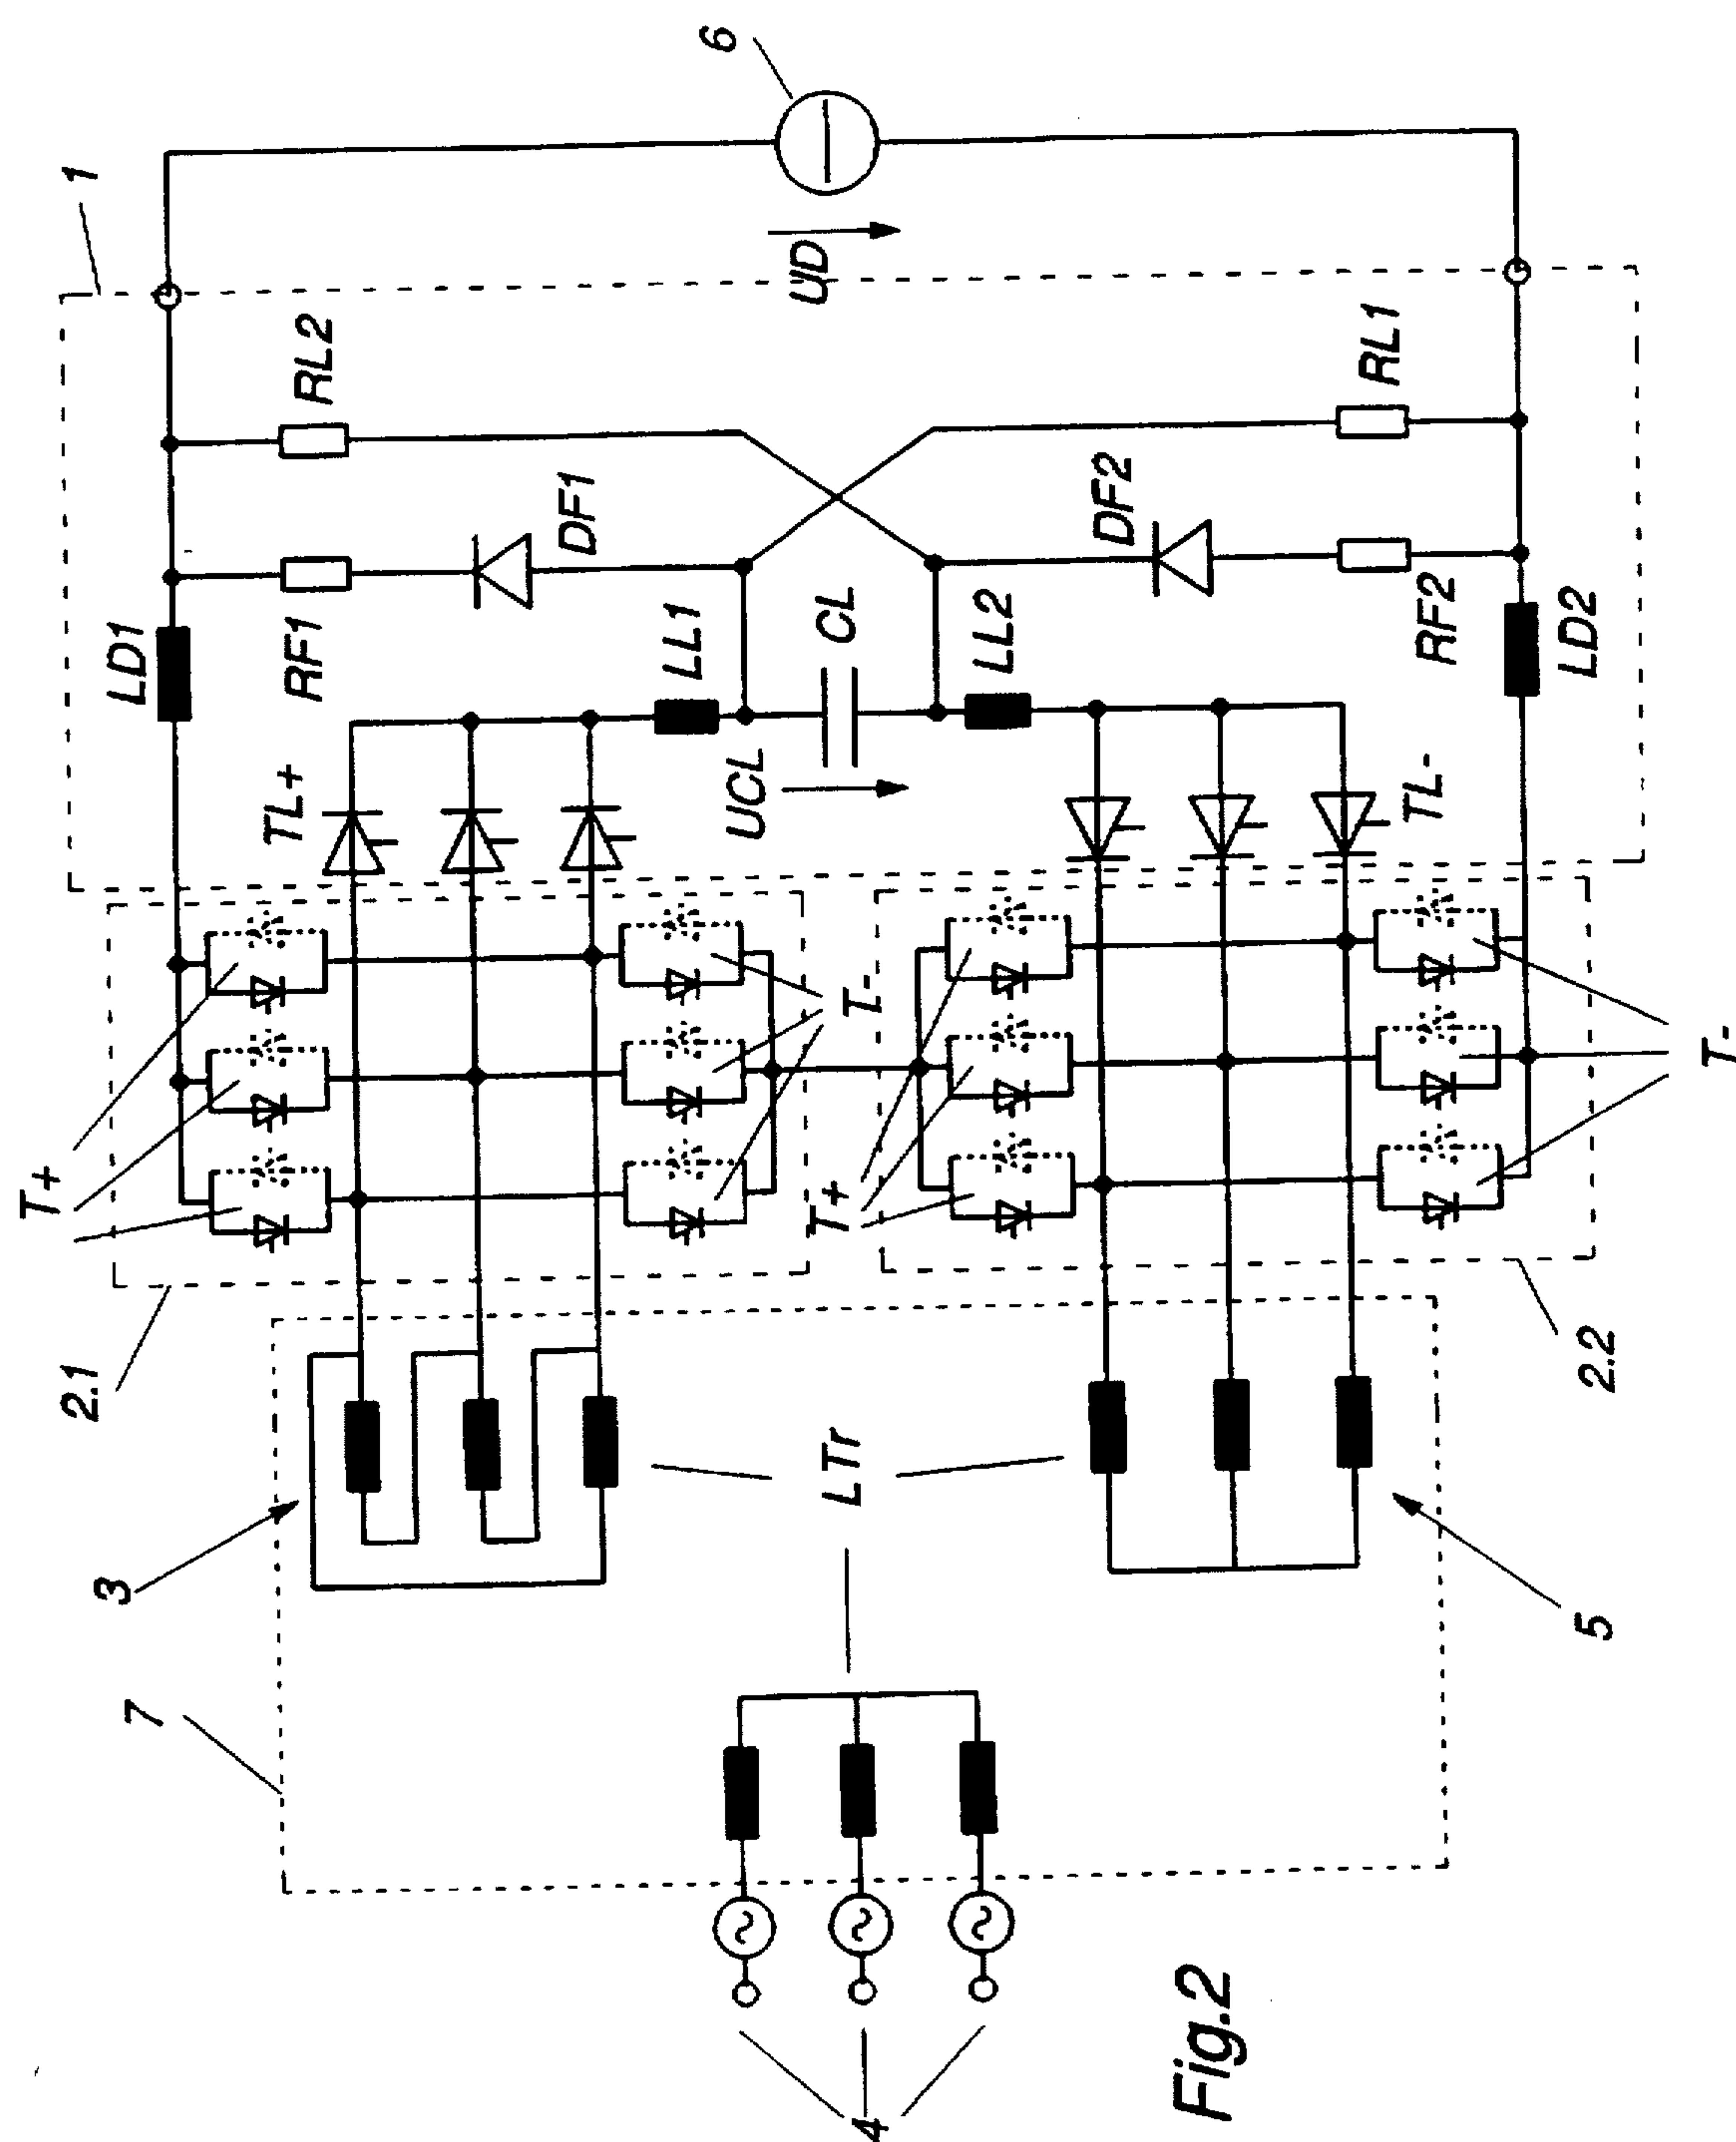 6
1
UD
RL2
RL1
DF1
DF2
LD1
RF1
LL1
CL
LL2
RF2
LD2
TL+
UCL
TL-
T+
T-
T+
T-
2.1
2.2
3
LTr
5
7
4
Fig.2